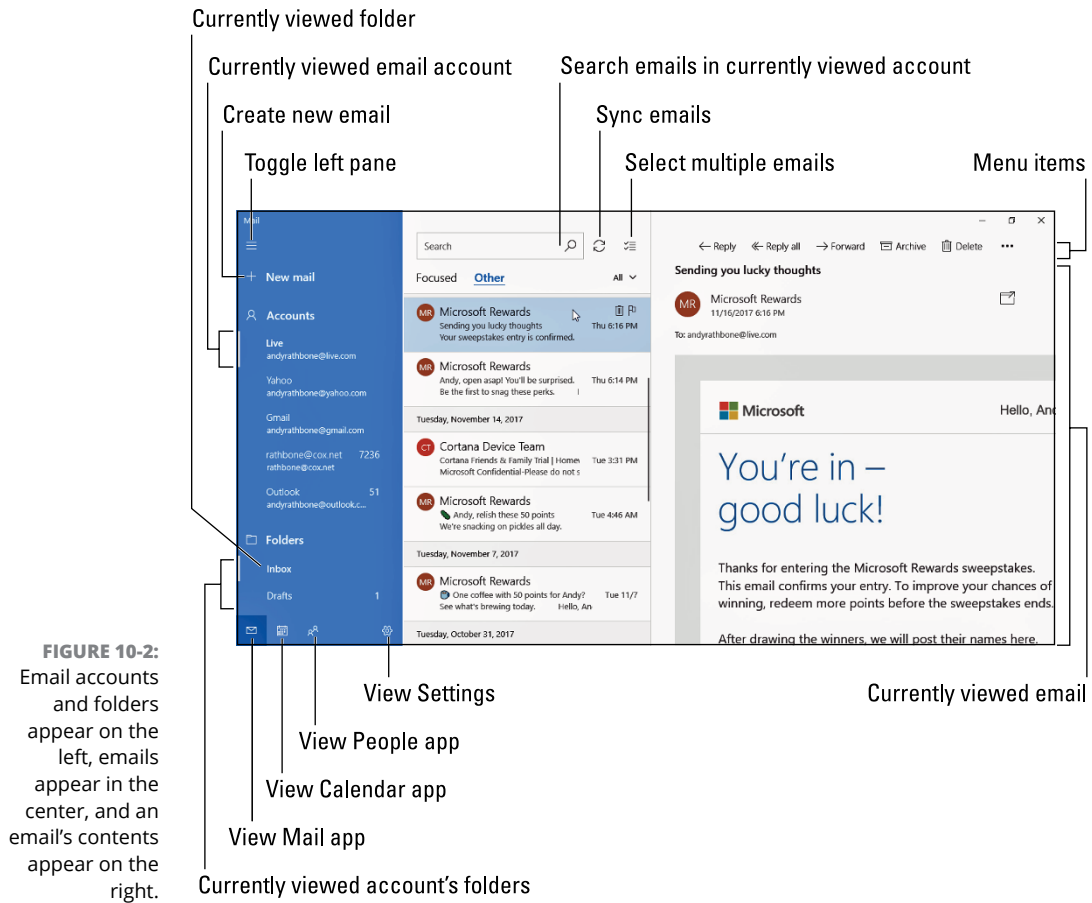 Currently viewed folder
Currently viewed email account
Search emails in currently viewed account
Create new email
Sync emails
Toggle left pane
Select multiple emails
Menu items
Mail
Search
Reply
Reply all
Forward
Archive
Delete
New mail
Focused
Other
All
Accounts
Live
andyrathbone@live.com
Yahoo
andyrathbone@yahoo.com
Gmail
andyrathbone@gmail.com
rathbone@cox.net 7236
rathbone@cox.net
Outlook 51
andyrathbone@outlook.c...
Folders
Inbox
Drafts 1
MR Microsoft Rewards
Sending you lucky thoughts Thu 6:16 PM
Your sweepstakes entry is confirmed.
MR Microsoft Rewards
Andy, open asap! You'll be surprised. Thu 6:14 PM
Be the first to snag these perks.
Tuesday, November 14, 2017
CT Cortana Device Team
Cortana Friends & Family Trial | Home Tue 3:31 PM
Microsoft Confidential-Please do not s
MR Microsoft Rewards
Andy, relish these 50 points Tue 4:46 AM
We're snacking on pickles all day.
Tuesday, November 7, 2017
MR Microsoft Rewards
One coffee with 50 points for Andy? Tue 11/7
See what's brewing today. Hello, An
Tuesday, October 31, 2017
Sending you lucky thoughts
MR Microsoft Rewards
11/16/2017 6:16 PM
To: andyrathbone@live.com
Microsoft
Hello, And
You're in –
good luck!
Thanks for entering the Microsoft Rewards sweepstakes.
This email confirms your entry. To improve your chances of
winning, redeem more points before the sweepstakes ends.
After drawing the winners, we will post their names here.
View Settings
Currently viewed email
View People app
View Calendar app
View Mail app
Currently viewed account's folders
FIGURE 10-2:
Email accounts
and folders
appear on the
left, emails
appear in the
center, and an
email's contents
appear on the
right.